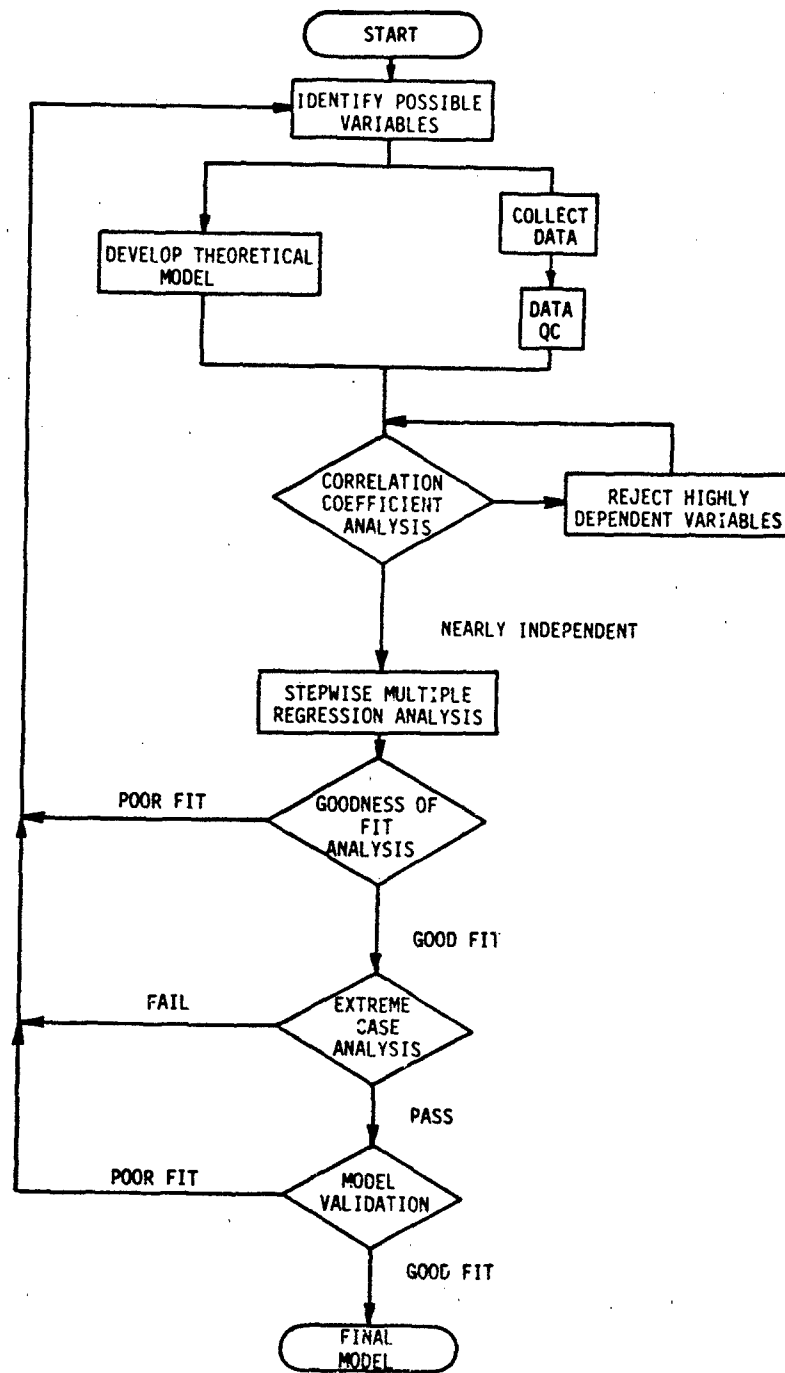 START
IDENTIFY POSSIBLE
VARIABLES
COLLECT
DATA
DEVELOP THEORETICAL
MODEL
DATA
QC
CORRELATION
COEFFICIENT
ANALYSIS
REJECT HIGHLY
DEPENDENT VARIABLES
NEARLY INDEPENDENT
STEPWISE MULTIPLE
REGRESSION ANALYSIS
POOR FIT
GOODNESS OF
FIT
ANALYSIS
GOOD FIT
FAIL
EXTREME
CASE
ANALYSIS
PASS
POOR FIT
MODEL
VALIDATION
GOOD FIT
FINAL
MODEL